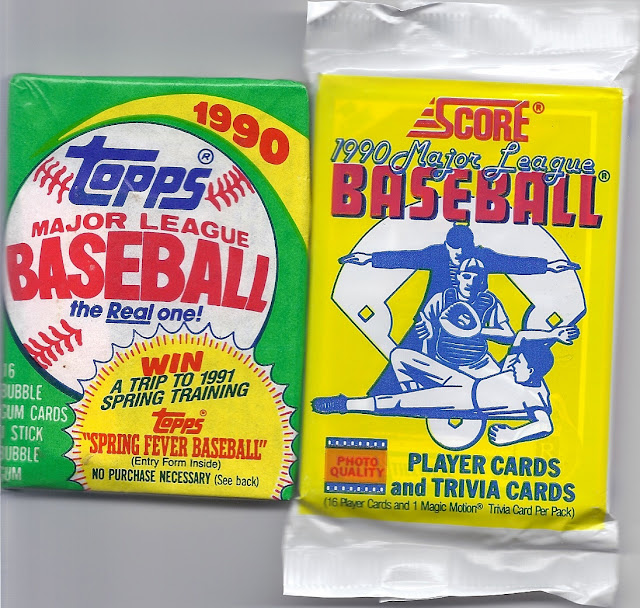 1990
Topps®
MAJOR LEAGUE
BASEBALL
the Real one!
16
BUBBLE
GUM CARDS
1 STICK
BUBBLE
GUM
WIN
A TRIP TO 1991
SPRING TRAINING
Topps®
"SPRING FEVER BASEBALL"
(Entry Form Inside)
NO PURCHASE NECESSARY (See back)
SCORE®
1990 Major League
BASEBALL®
PHOTO
QUALITY
PLAYER CARDS
and TRIVIA CARDS
(16 Player Cards and 1 Magic Motion® Trivia Card Per Pack)